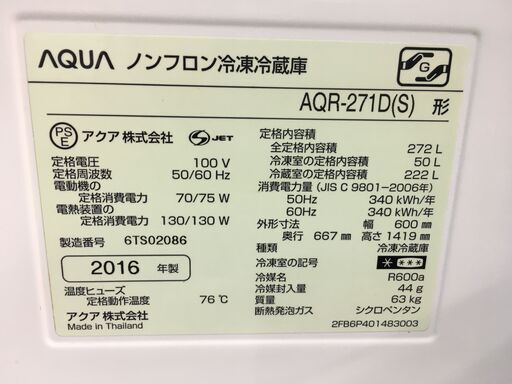 AQUA ノンフロン冷凍冷蔵庫
G
AQR-271D(S) 形
PS
E
アクア株式会社
S JET
定格電圧 100 V
定格周波数 50/60 Hz
電動機の
定格消費電力 70/75 W
電熱装置の
定格消費電力 130/130 W
製造番号 6TS02086
2016 年製
温度ヒューズ
定格動作温度 76℃
アクア株式会社
Made in Thailand
定格内容積
全定格内容積 272 L
冷凍室の定格内容積 50 L
冷蔵室の定格内容積 222 L
消費電力量 (JIS C 9801-2006年)
50Hz 340 kWh/年
60Hz 340 kWh/年
外形寸法 幅 600 ㎜
奥行 667 ㎜ 高さ 1419 ㎜
種類 冷凍冷蔵庫
冷凍室の記号 * ***
冷媒名 R600a
冷媒封入量 44 g
質量 63 kg
断熱発泡ガス シクロペンタン
2FB6P401483003